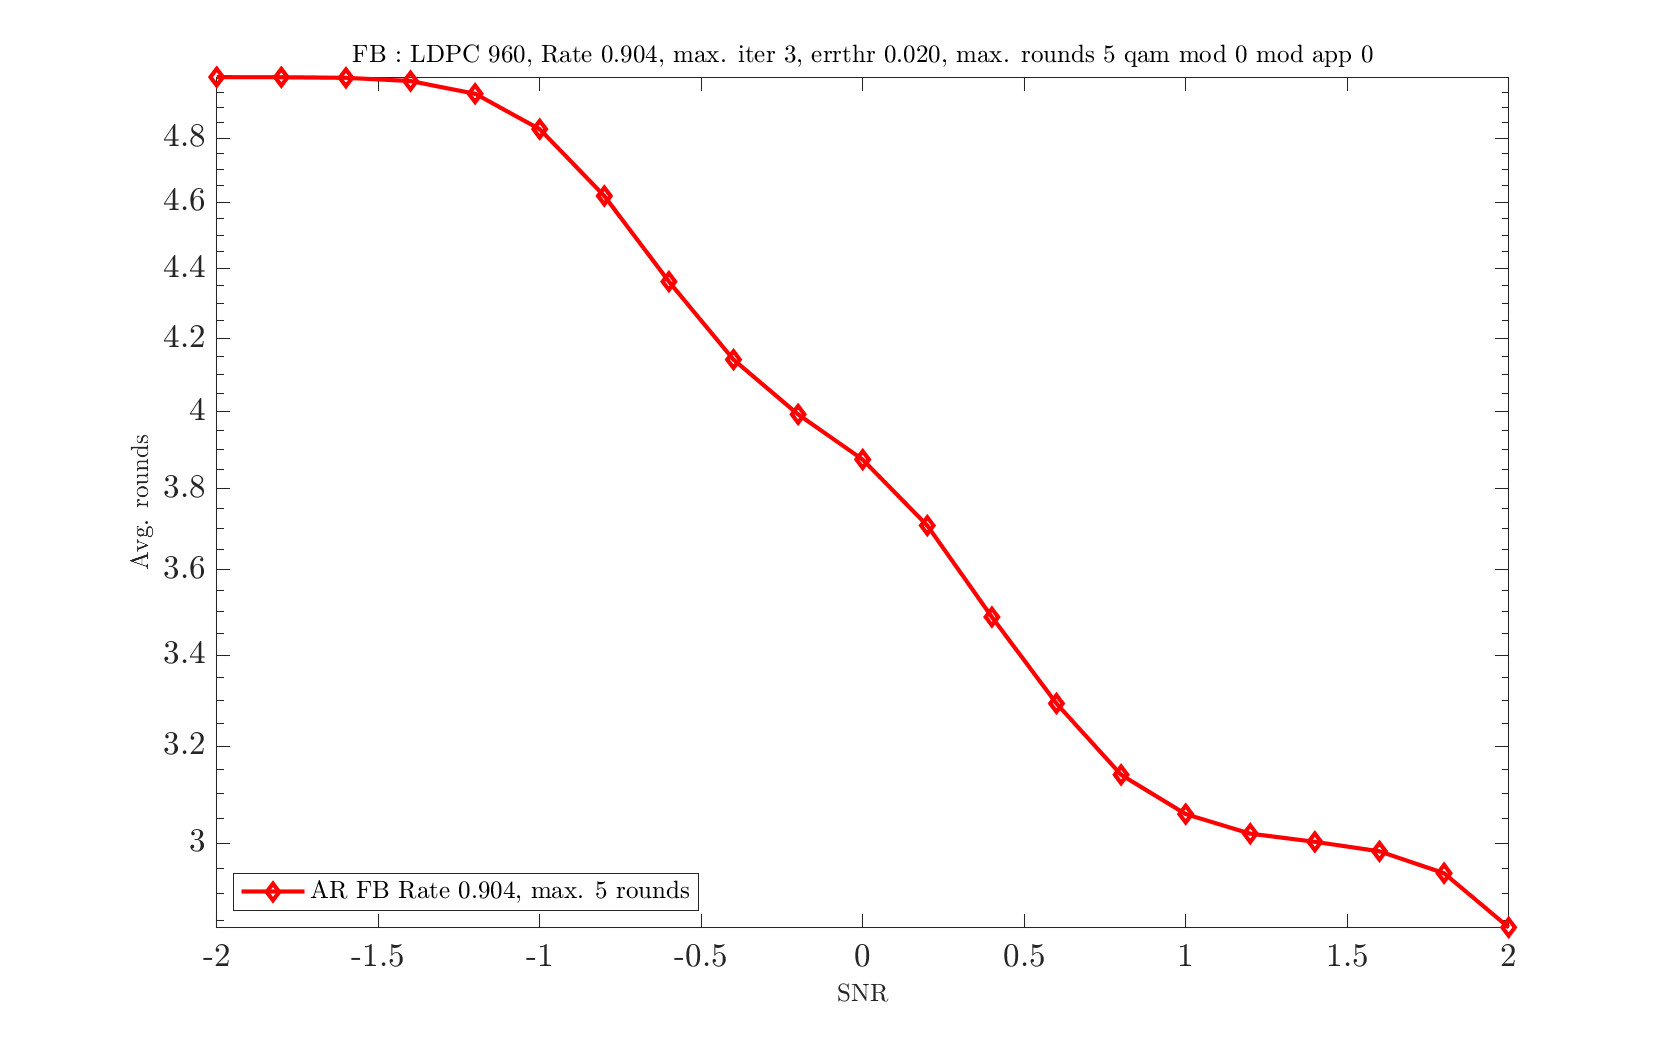 FB : LDPC 960, Rate 0.904, max. iter 3, errthr 0.020, max. rounds 5 qam mod 0 mod app 0
4.8
4.6
4.4
4.2
4
3.8
3.6
3.4
3.2
3
Avg. rounds
AR FB Rate 0.904, max. 5 rounds
-2 -1.5 -1 -0.5 0 0.5 1 1.5 2
SNR